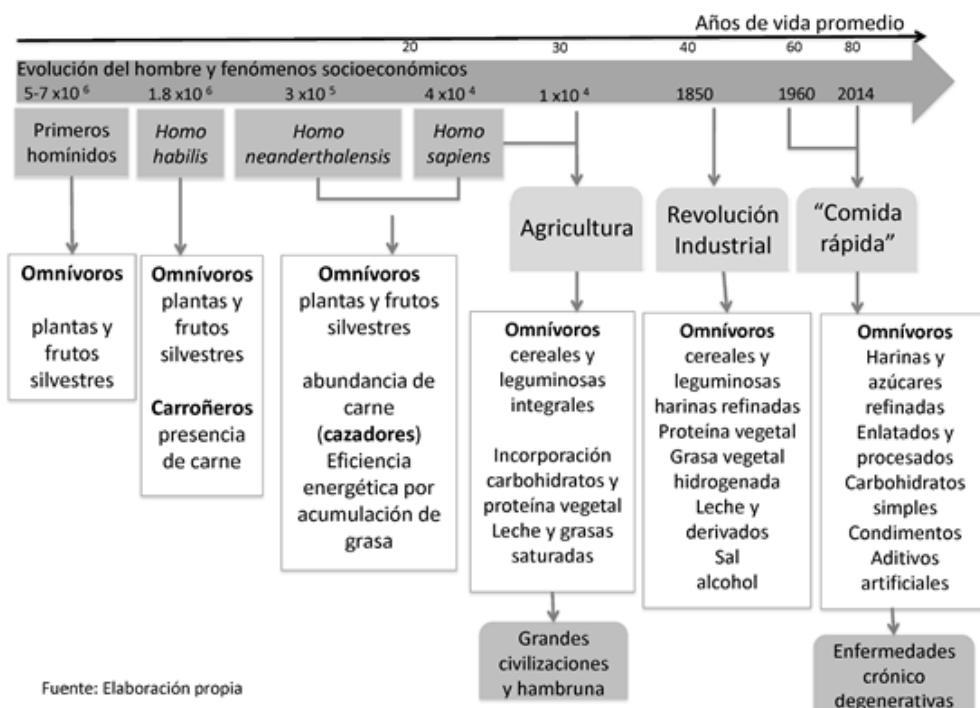 Años de vida promedio
20 30 40 60 80
Evolución del hombre y fenómenos socioeconómicos
5-7 x10 ⁶ 1.8 x10 ⁶ 3 x10 ⁵ 4 x10 ⁴ 1 x10 ⁴ 1850 1960 2014
Primeros
homínidos
Homo
habilis
Homo
neanderthalensis
Homo
sapiens
Agricultura
Revolución
Industrial
“Comida
rápida”
Omnívoros
plantas y
frutos
silvestres
Omnívoros
plantas y
frutos
silvestres
Carroñeros
presencia
de carne
Omnívoros
plantas y frutos
silvestres
abundancia de
carne
(cazadores)
Eficiencia
energética por
acumulación de
grasa
Omnívoros
cereales y
leguminosas
integrales
Incorporación
carbohidratos y
proteína vegetal
Leche y grasas
saturadas
Omnívoros
cereales y
leguminosas
harinas refinadas
Proteína vegetal
Grasa vegetal
hidrogenada
Leche y
derivados
Sal
alcohol
Omnívoros
Harinas y
azúcares
refinadas
Enlatados y
procesados
Carbohidratos
simples
Condimentos
Aditivos
artificiales
Grandes
civilizaciones
y hambruna
Enfermedades
crónico
degenerativas
Fuente: Elaboración propia